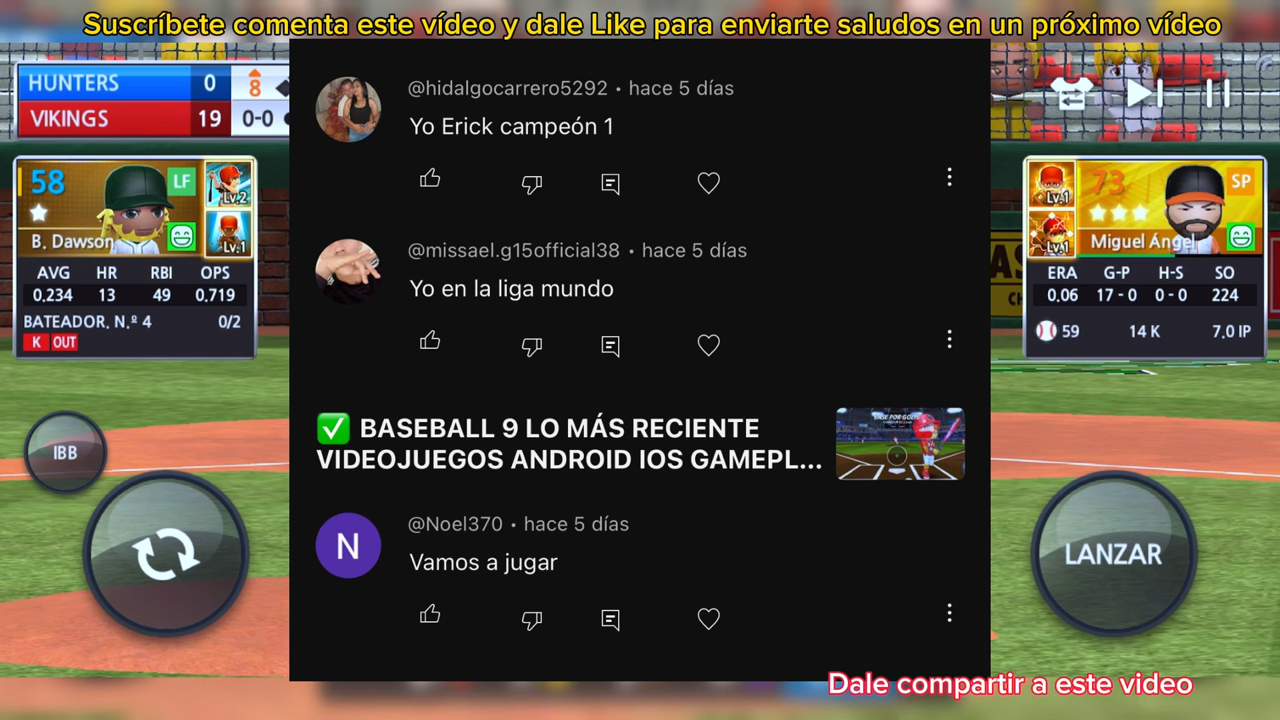 Suscríbete comenta este vídeo y dale Like para enviarte saludos en un próximo vídeo
HUNTERS 0 8
VIKINGS 19 0-0
58 LF
Lv.2
B. Dawson Lv.1
AVG HR RBI OPS
0.234 13 49 0.719
BATEADOR. N.º 4 0/2
K OUT
IBB
@hidalgocarrero5292 • hace 5 días
Yo Erick campeón 1
@missael.g15official38 • hace 5 días
Yo en la liga mundo
✅ BASEBALL 9 LO MÁS RECIENTE
VIDEOJUEGOS ANDROID IOS GAMEPL...
BASE POR GOLPE
N
@Noel370 • hace 5 días
Vamos a jugar
Lv.1 73 SP
Lv.1 Miguel Ángel
ERA G-P H-S SO
0.06 17 - 0 0 - 0 224
59 14 K 7.0 IP
LANZAR
Dale compartir a este video